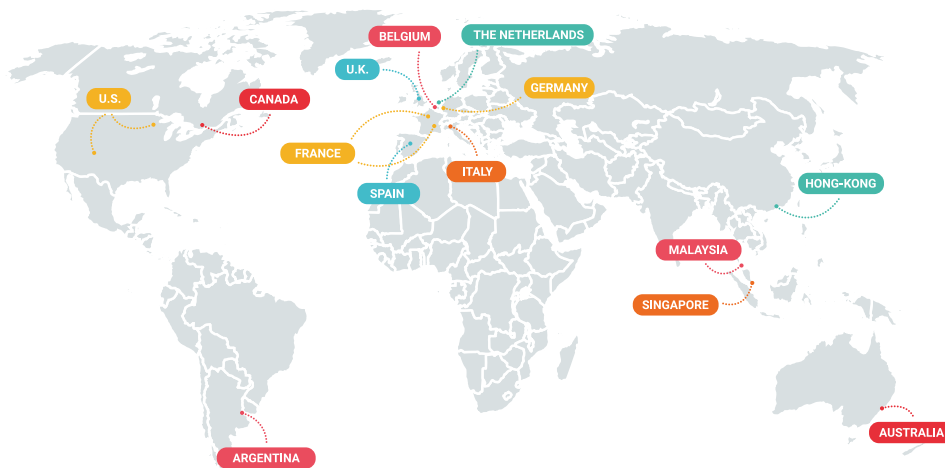 BELGIUM
THE NETHERLANDS
U.K.
GERMANY
U.S.
CANADA
FRANCE
ITALY
SPAIN
HONG-KONG
MALAYSIA
SINGAPORE
AUSTRALIA
ARGENTINA